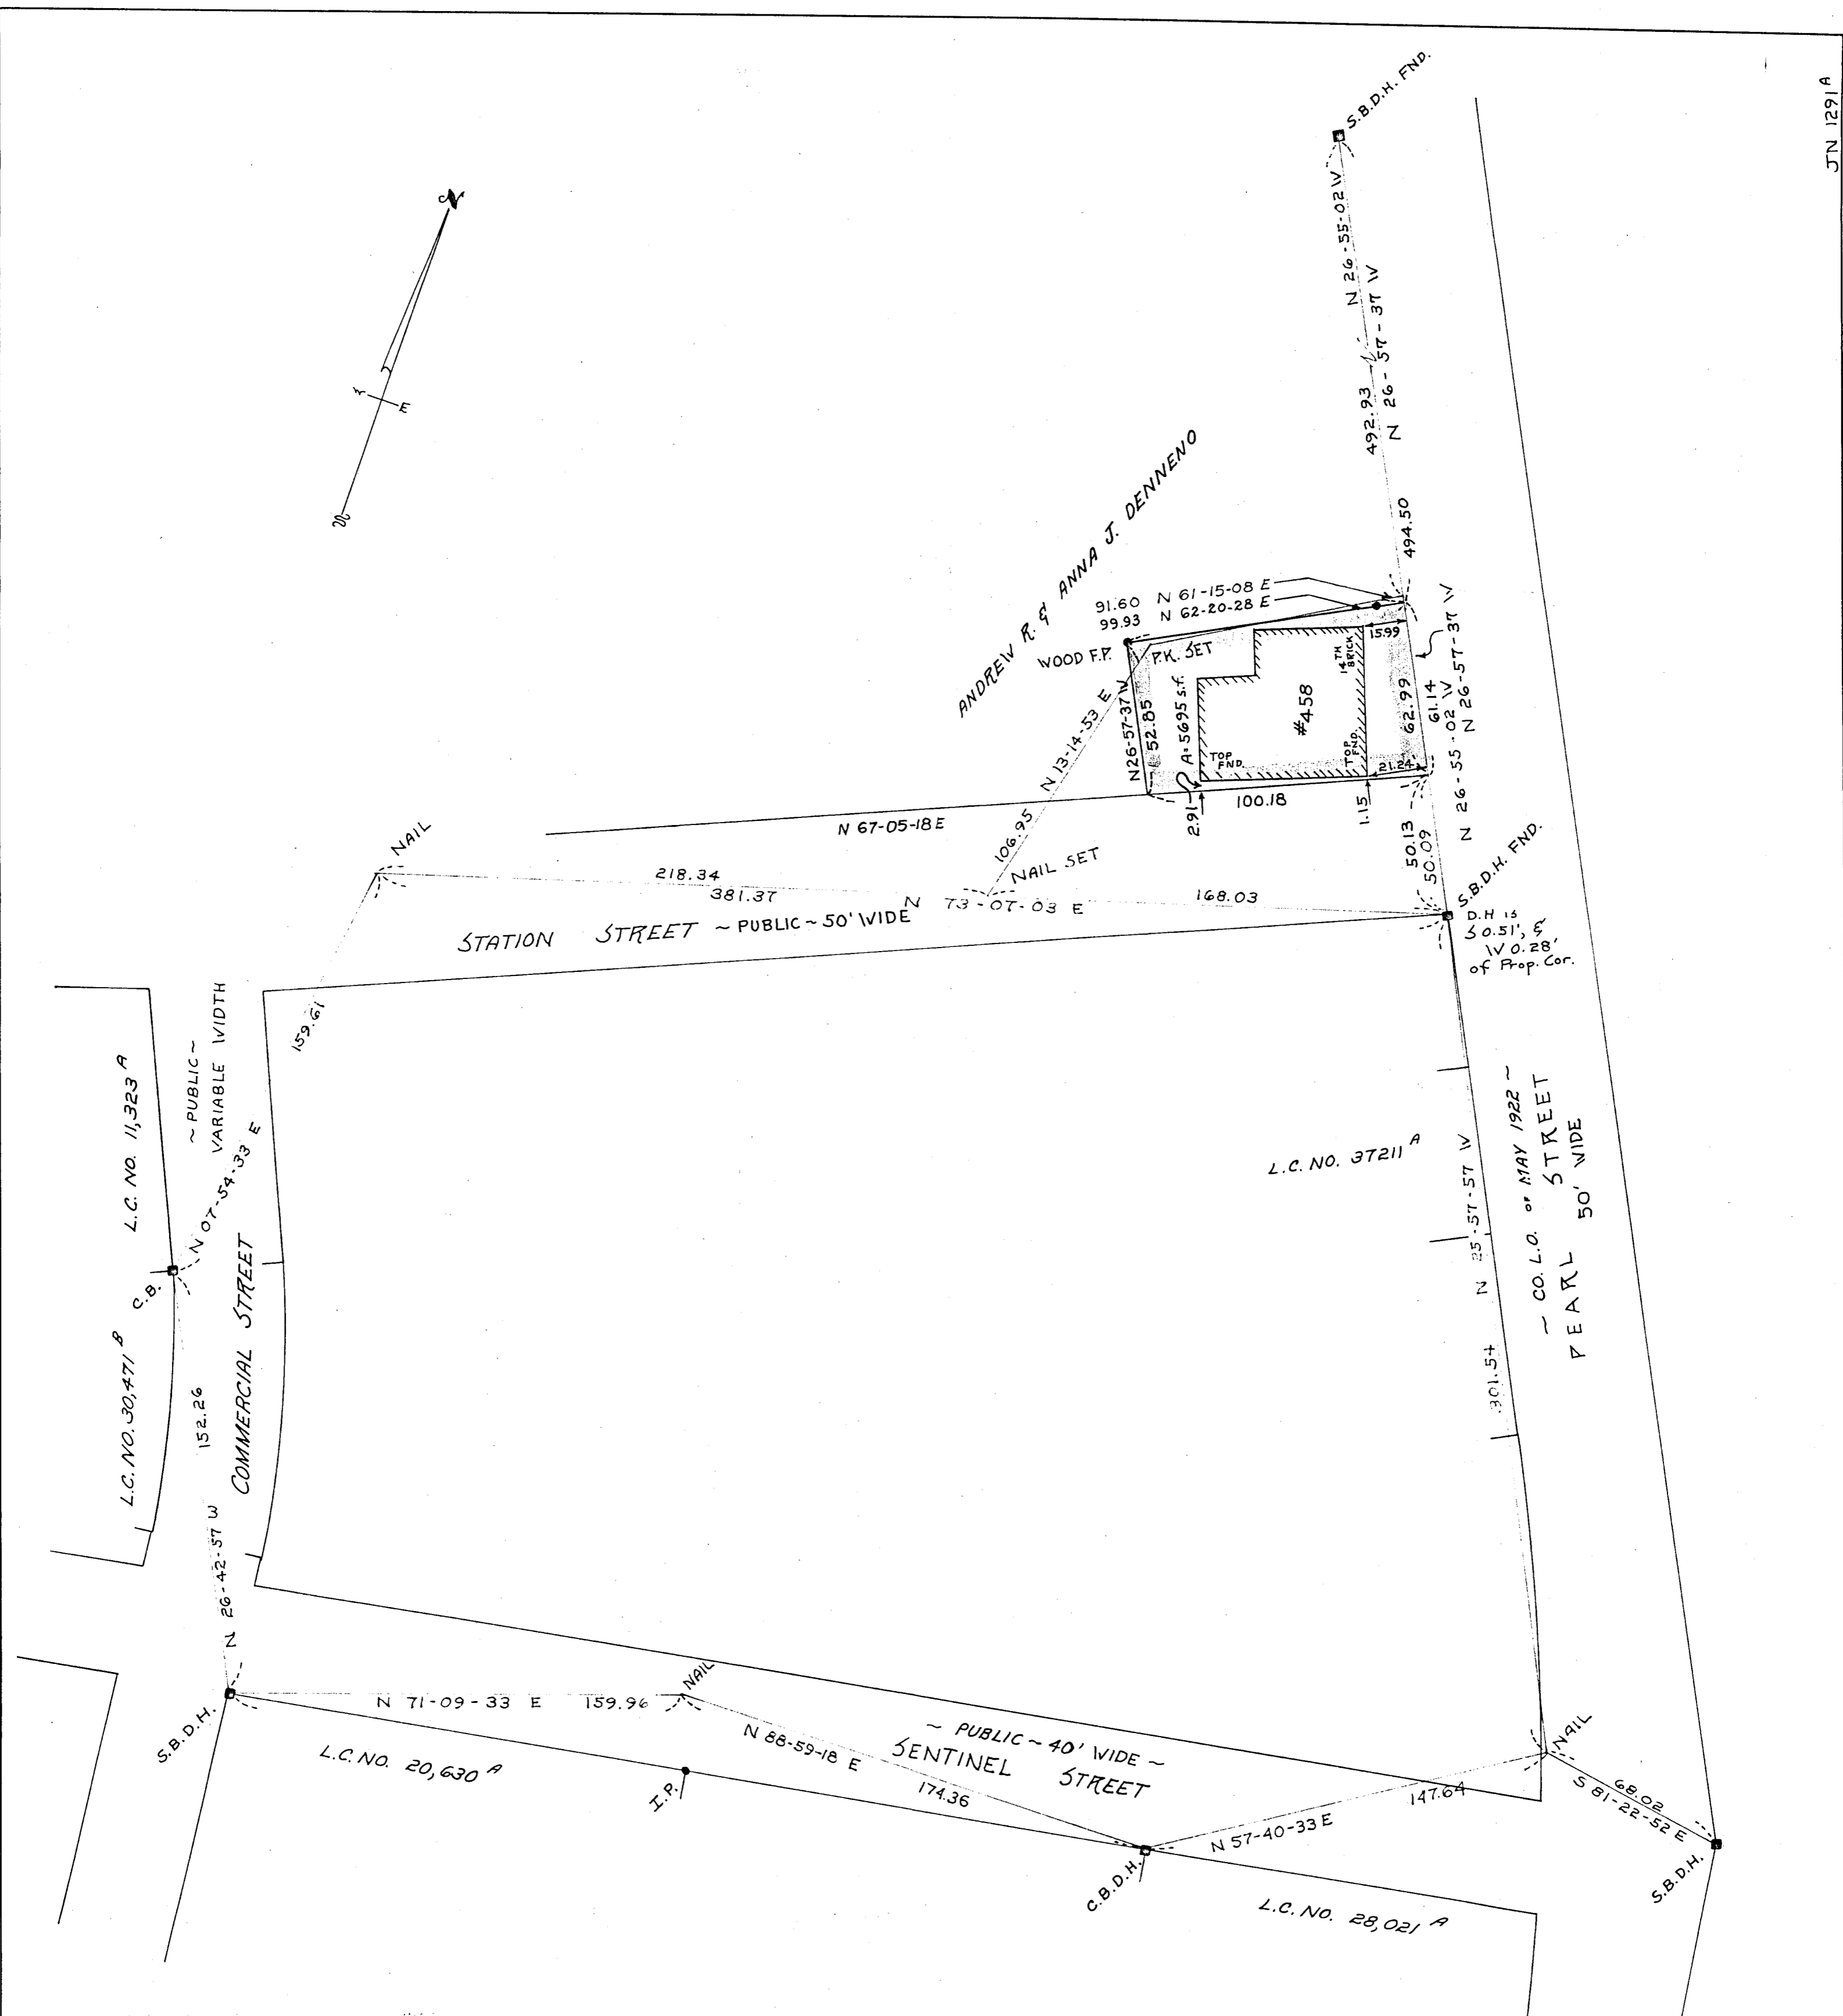 JN 1291 A
S.B.D.H. FND.
N
E
S
N 26-55-02 W
N 26-57-37 W
492.93
494.50
ANDREW R. & ANNA J. DENNENO
91.60 N 61-15-08 E
99.93 N 62-20-28 E
WOOD F.P.
P.K. SET
15.99
14TH
BRICK
N26-57-37W
52.85
A=5695 s.f.
#458
62.99
61.14
N 26-55-02 W
N 26-57-37 W
TOP
FND.
TOP
FND.
21.24
2.91
100.18
1.15
N 13-14-53 E
106.95
N 67-05-18 E
50.13
50.09
NAIL
NAIL SET
218.34
381.37
N 73-07-03 E
168.03
STATION STREET ~ PUBLIC ~ 50' WIDE
S.B.D.H. FND.
D.H is
S 0.51', &
W 0.28'
of Prop. Cor.
159.61
L.C. NO. 11,323 A
~ PUBLIC ~
VARIABLE WIDTH
N 07-54-33 E
C.B.
L.C. NO. 30,471 B
COMMERCIAL STREET
152.26
N 26-42-57 W
L.C. NO. 37211 A
N 25-57-57 W
301.54
~ CO. L.O. OF MAY 1922 ~
PEARL STREET
50' WIDE
S.B.D.H.
N 71-09-33 E 159.96
NAIL
L.C. NO. 20,630 A
I.P.
N 88-59-18 E
174.36
~ PUBLIC ~ 40' WIDE ~
SENTINEL STREET
C.B.D.H.
N 57-40-33 E
147.64
NAIL
68.02
S 81-22-52 E
S.B.D.H.
L.C. NO. 28,021 A